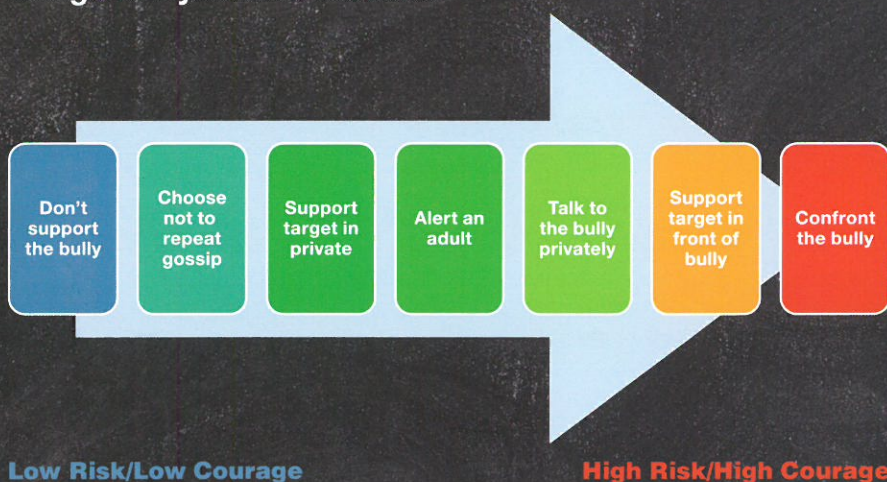 Don't
support
the bully
Choose
not to
repeat
gossip
Support
target in
private
Alert an
adult
Talk to
the bully
privately
Support
target in
front of
bully
Confront
the bully
Low Risk/Low Courage
High Risk/High Courage